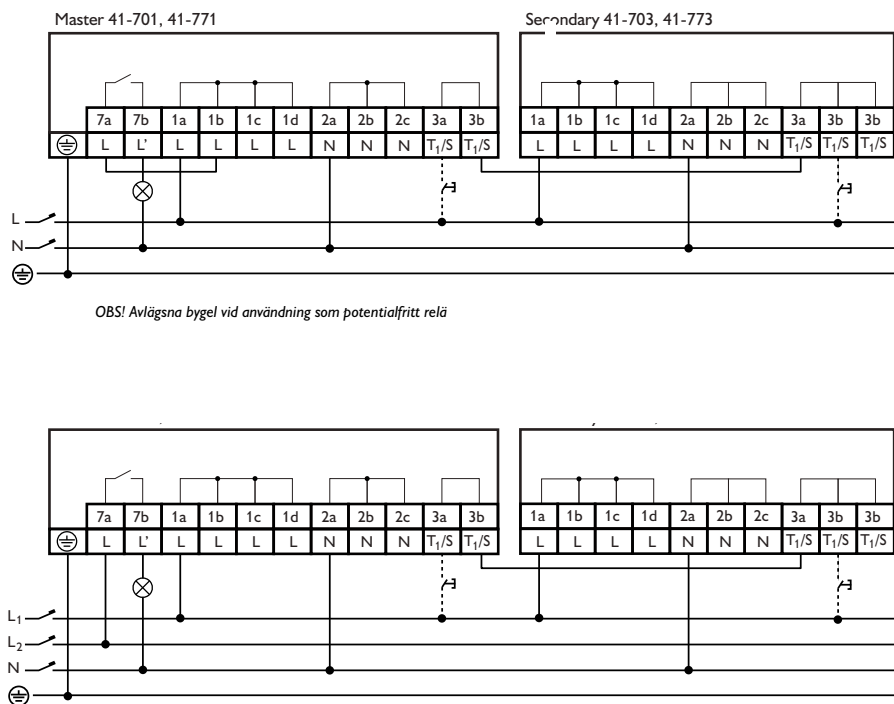 Master 41-701, 41-771
Secondary 41-703, 41-773
7a 7b 1a 1b 1c 1d 2a 2b 2c 3a 3b
1a 1b 1c 1d 2a 2b 2c 3a 3b 3b
L L' L L L L N N N T1/S T1/S
L L L L N N N T1/S T1/S T1/S
L
N
OBS! Avlägsna bygel vid användning som potentialfritt relä
7a 7b 1a 1b 1c 1d 2a 2b 2c 3a 3b
1a 1b 1c 1d 2a 2b 2c 3a 3b 3b
L L' L L L L N N N T1/S T1/S
L L L L N N N T1/S T1/S T1/S
L1
L2
N